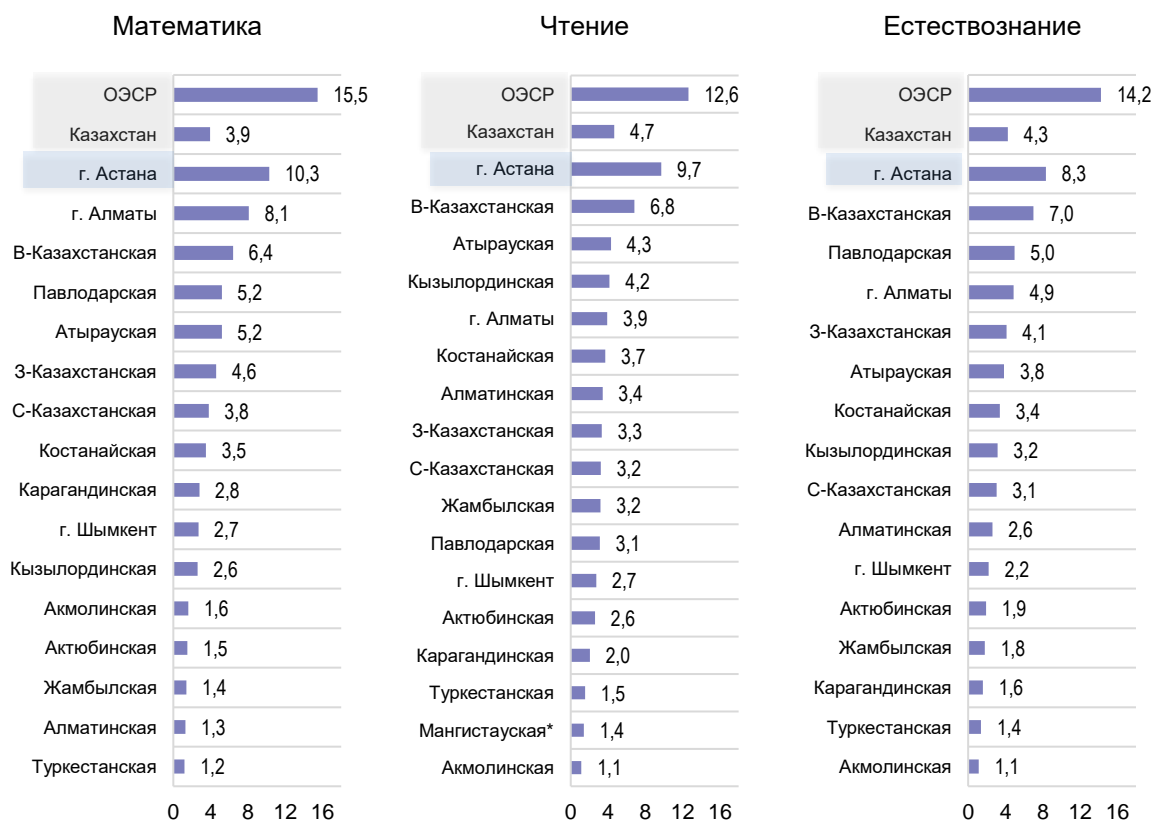 Математика
ОЭСР 15,5
Казахстан 3,9
г. Астана 10,3
г. Алматы 8,1
В-Казахстанская 6,4
Павлодарская 5,2
Атырауская 5,2
З-Казахстанская 4,6
С-Казахстанская 3,8
Костанайская 3,5
Карагандинская 2,8
г. Шымкент 2,7
Кызылординская 2,6
Акмолинская 1,6
Актюбинская 1,5
Жамбылская 1,4
Алматинская 1,3
Туркестанская 1,2
0 4 8 12 16
Чтение
ОЭСР 12,6
Казахстан 4,7
г. Астана 9,7
В-Казахстанская 6,8
Атырауская 4,3
Кызылординская 4,2
г. Алматы 3,9
Костанайская 3,7
Алматинская 3,4
З-Казахстанская 3,3
С-Казахстанская 3,2
Жамбылская 3,2
Павлодарская 3,1
г. Шымкент 2,7
Актюбинская 2,6
Карагандинская 2,0
Туркестанская 1,5
Мангистауская* 1,4
Акмолинская 1,1
0 4 8 12 16
Естествознание
ОЭСР 14,2
Казахстан 4,3
г. Астана 8,3
В-Казахстанская 7,0
Павлодарская 5,0
г. Алматы 4,9
З-Казахстанская 4,1
Атырауская 3,8
Костанайская 3,4
Кызылординская 3,2
С-Казахстанская 3,1
Алматинская 2,6
г. Шымкент 2,2
Актюбинская 1,9
Жамбылская 1,8
Карагандинская 1,6
Туркестанская 1,4
Акмолинская 1,1
0 4 8 12 16